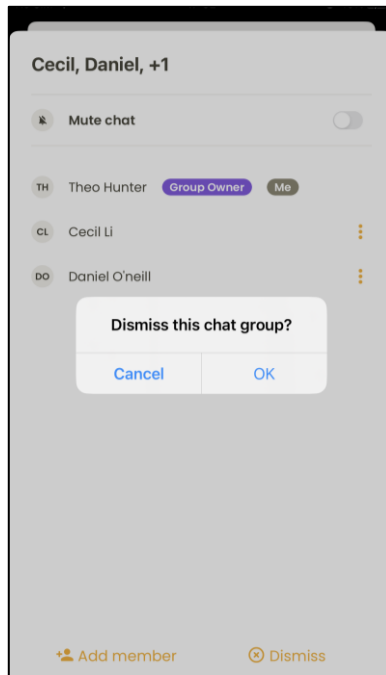 Cecil, Daniel, +1
Mute chat
TH Theo Hunter Group Owner Me
CL Cecil Li
DO Daniel O'neill
Dismiss this chat group?
Cancel OK
Add member Dismiss